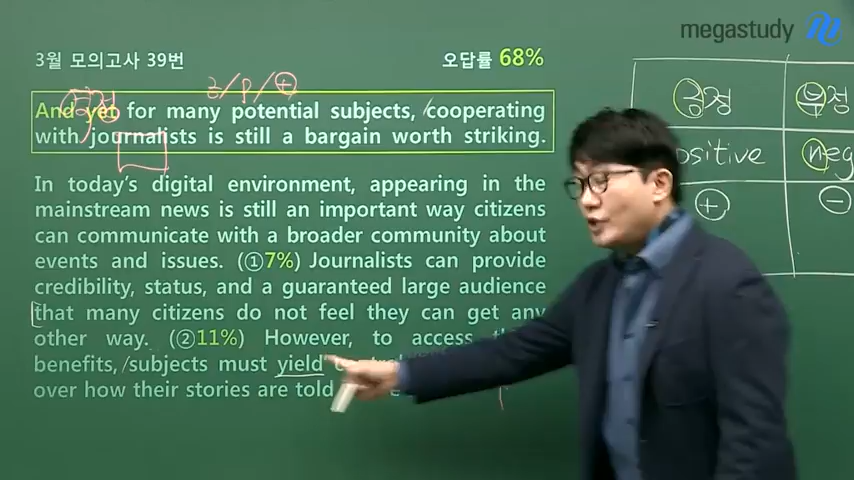 megastudy
3월 모의고사 39번
오답률 68%
긍/P/+
And yet for many potential subjects, cooperating
with journalists is still a bargain worth striking.
In today's digital environment, appearing in the
mainstream news is still an important way citizens
can communicate with a broader community about
events and issues. (①7%) Journalists can provide
credibility, status, and a guaranteed large audience
that many citizens do not feel they can get any
other way. (②11%) However, to access
benefits, /subjects must yield
over how their stories are told
긍정 부정
ositive neg
+ −